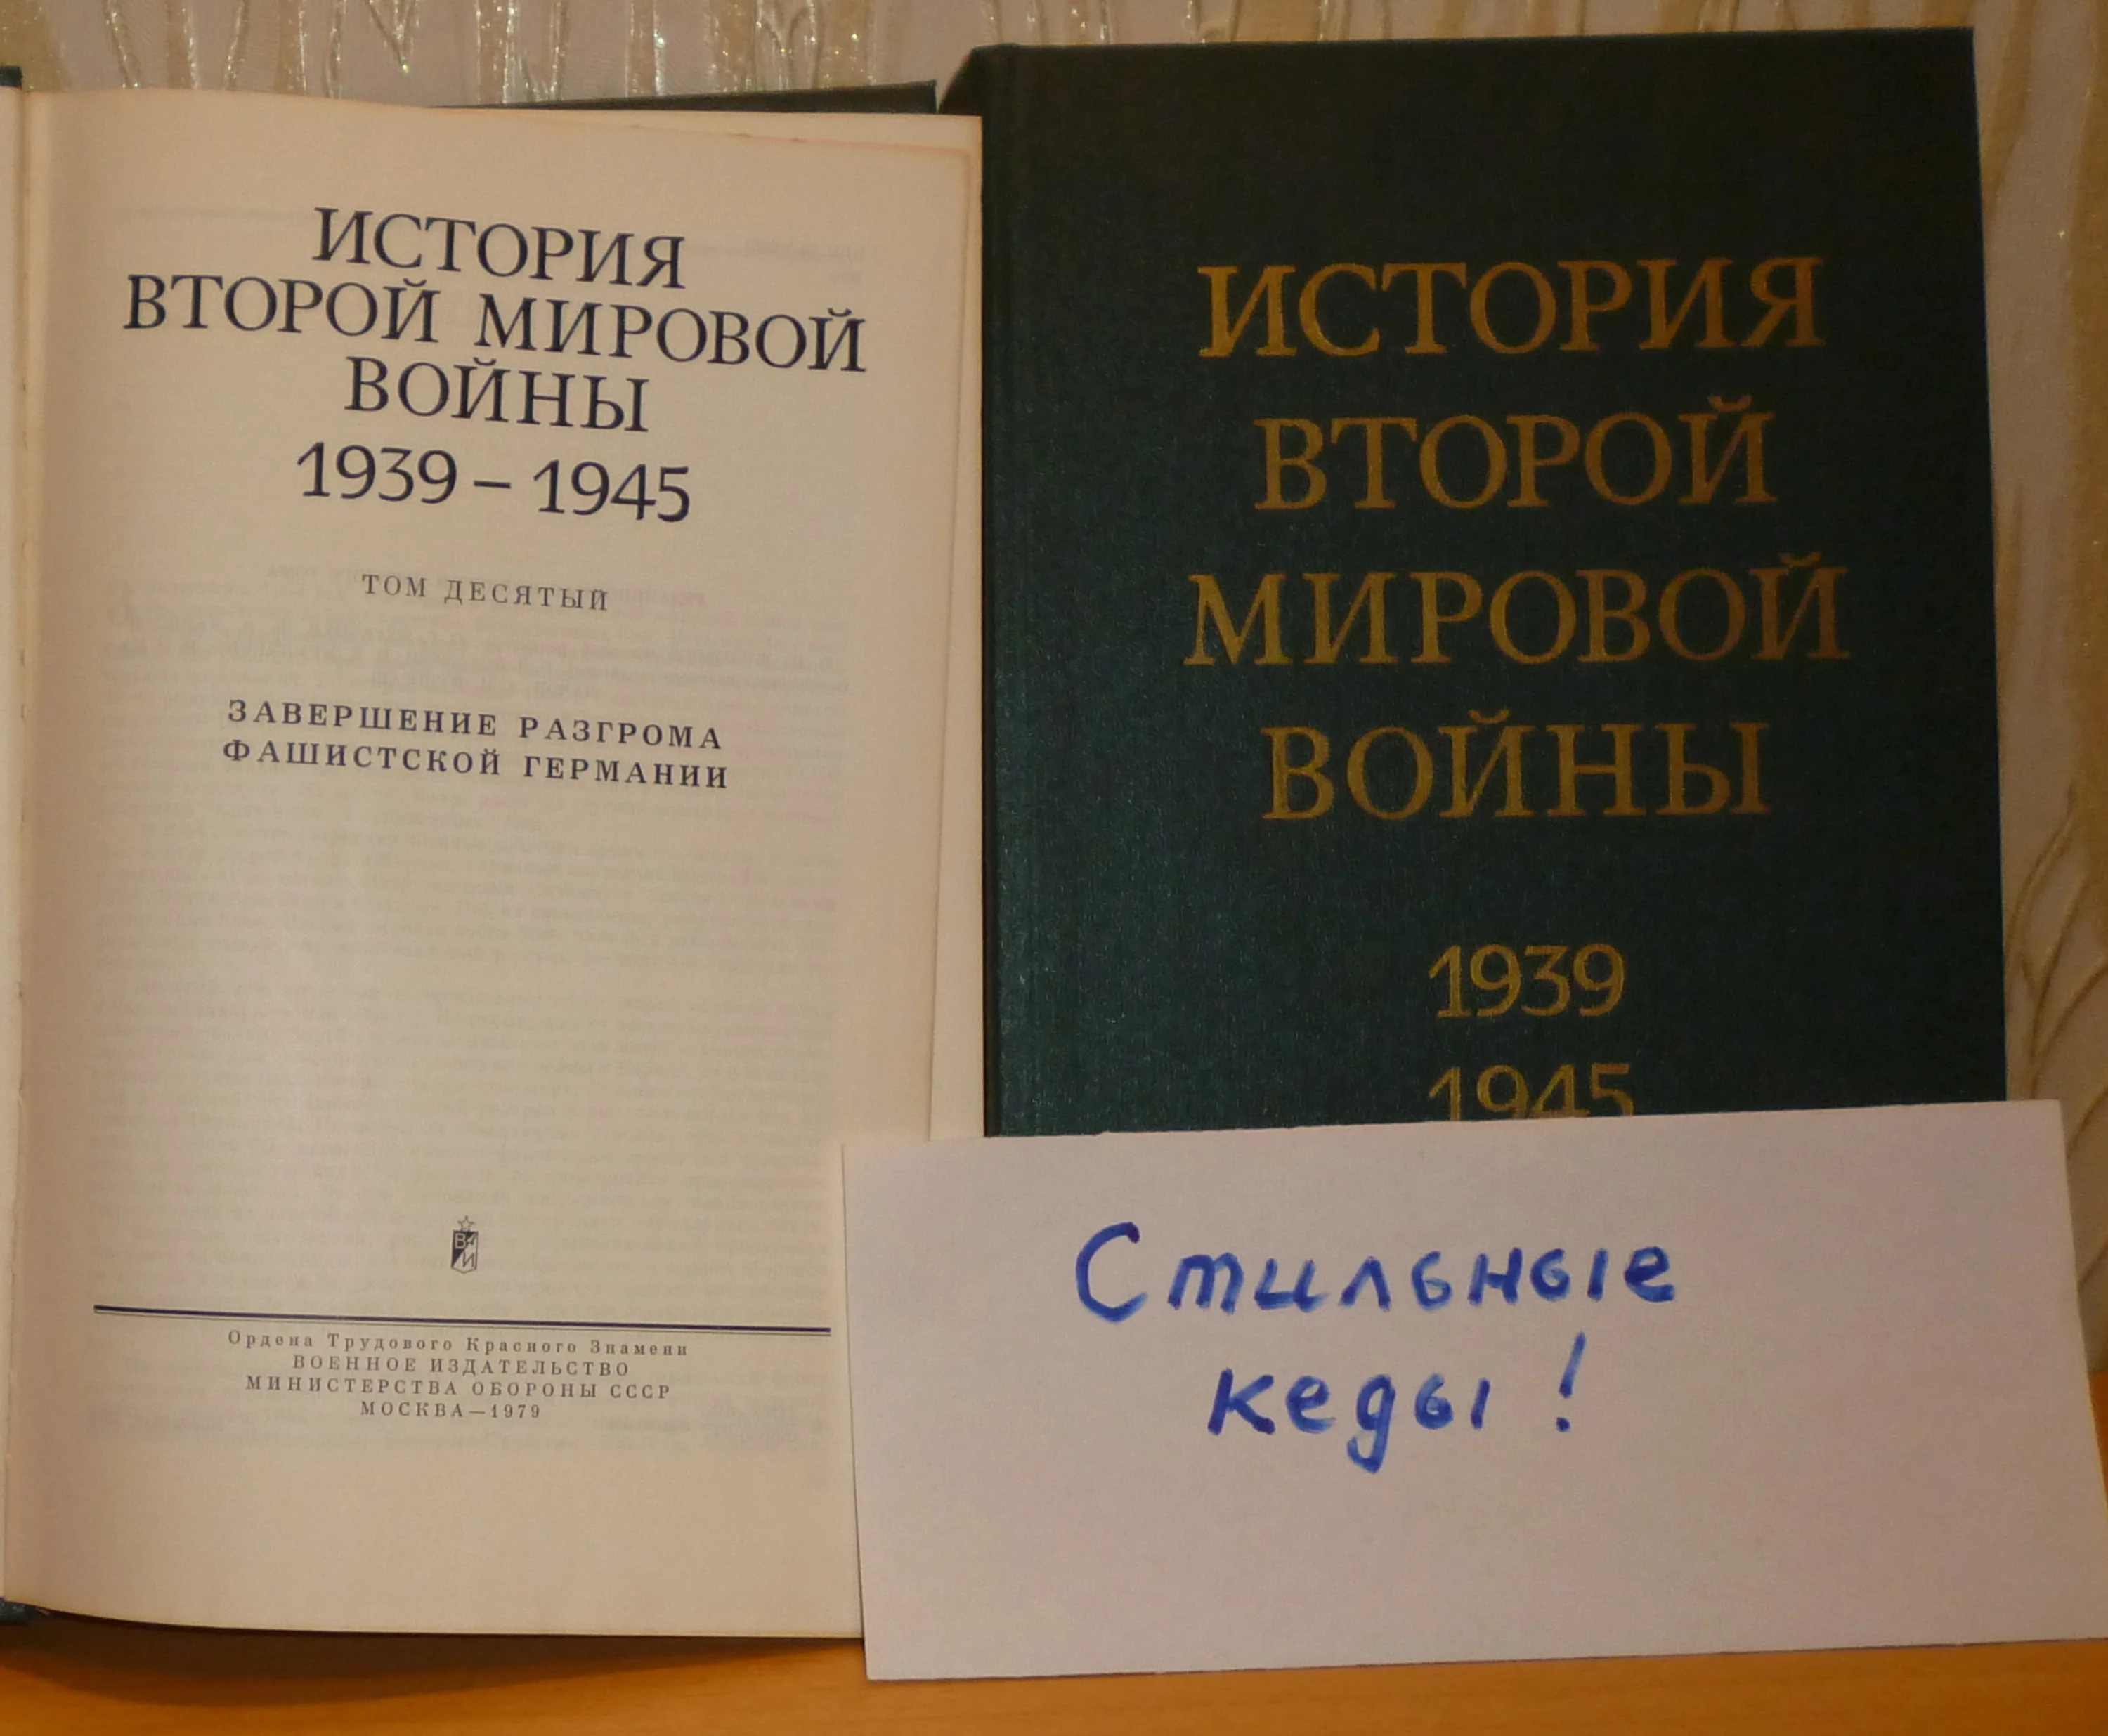 ИСТОРИЯ
ВТОРОЙ МИРОВОЙ
ВОЙНЫ
1939 – 1945
ТОМ ДЕСЯТЫЙ
ЗАВЕРШЕНИЕ РАЗГРОМА
ФАШИСТСКОЙ ГЕРМАНИИ
В
И
Ордена Трудового Красного Знамени
ВОЕННОЕ ИЗДАТЕЛЬСТВО
МИНИСТЕРСТВА ОБОРОНЫ СССР
МОСКВА—1979
ИСТОРИЯ
ВТОРОЙ
МИРОВОЙ
ВОЙНЫ
1939
1945
Стильные
кеды!